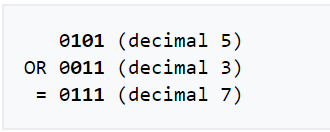 0101 (decimal 5)
OR 0011 (decimal 3)
= 0111 (decimal 7)